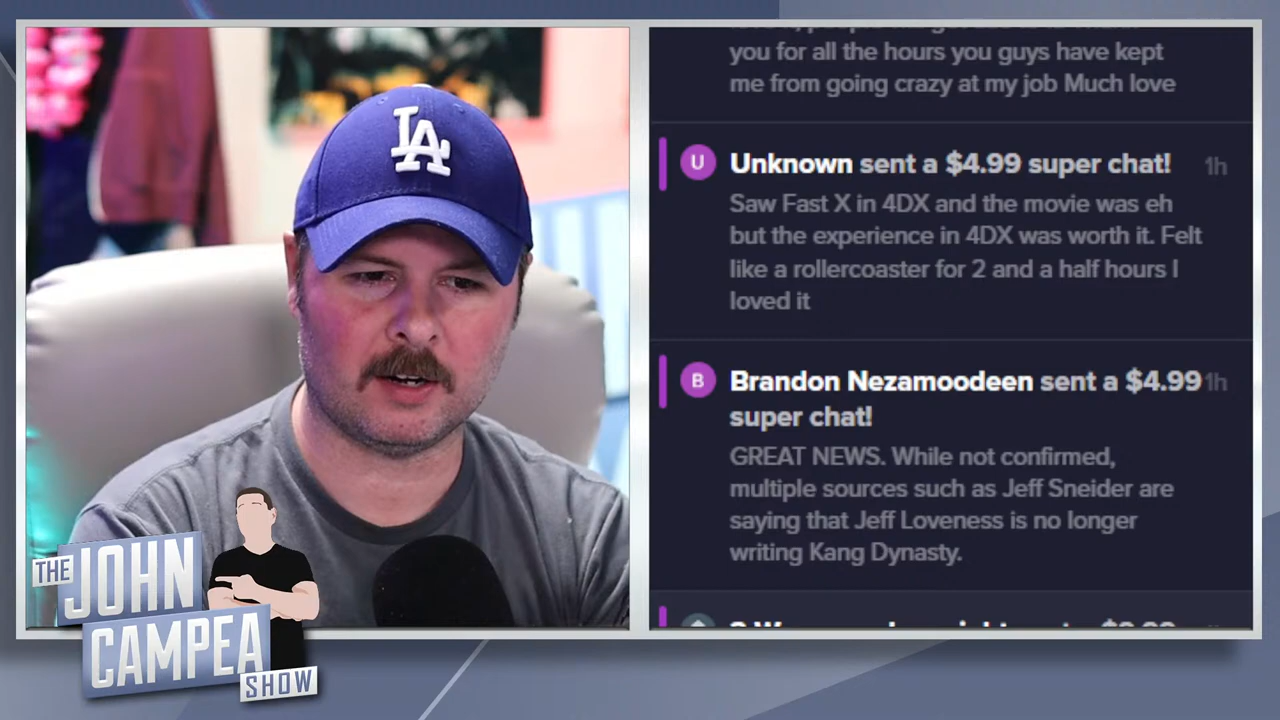 you for all the hours you guys have kept
me from going crazy at my job Much love
U
Unknown sent a $4.99 super chat!
1h
Saw Fast X in 4DX and the movie was eh
but the experience in 4DX was worth it. Felt
like a rollercoaster for 2 and a half hours I
loved it
B
Brandon Nezamoodeen sent a $4.99
1h
super chat!
GREAT NEWS. While not confirmed,
multiple sources such as Jeff Sneider are
saying that Jeff Loveness is no longer
writing Kang Dynasty.
LA
THE
JOHN
CAMPEA
SHOW